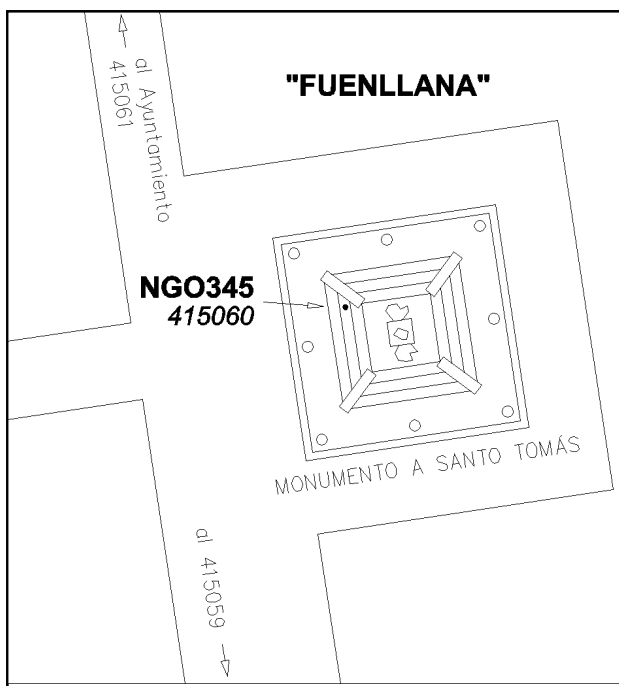 al Ayuntamiento
415061
"FUENLLANA"
NGO345
415060
MONUMENTO A SANTO TOMÁS
al 415059